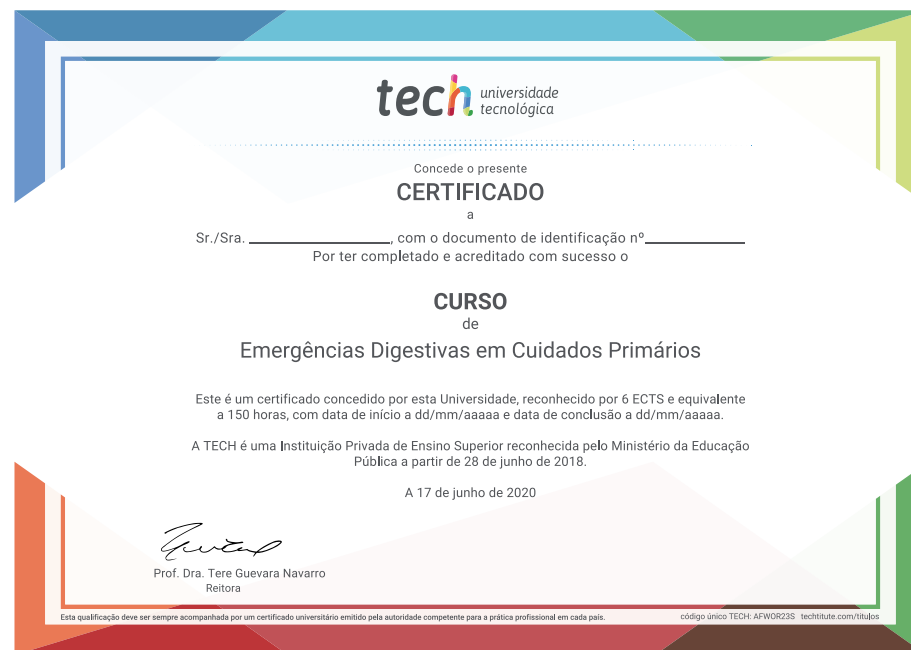 tech universidade
tecnológica
Concede o presente
CERTIFICADO
a
Sr./Sra. ____________________, com o documento de identificação nº______________
Por ter completado e acreditado com sucesso o
CURSO
de
Emergências Digestivas em Cuidados Primários
Este é um certificado concedido por esta Universidade, reconhecido por 6 ECTS e equivalente
a 150 horas, com data de início a dd/mm/aaaaa e data de conclusão a dd/mm/aaaaa.
A TECH é uma Instituição Privada de Ensino Superior reconhecida pelo Ministério da Educação
Pública a partir de 28 de junho de 2018.
A 17 de junho de 2020
Prof. Dra. Tere Guevara Navarro
Reitora
Esta qualificação deve ser sempre acompanhada por um certificado universitário emitido pela autoridade competente para a prática profissional em cada país. código único TECH: AFWOR23S techtitute.com/titulos